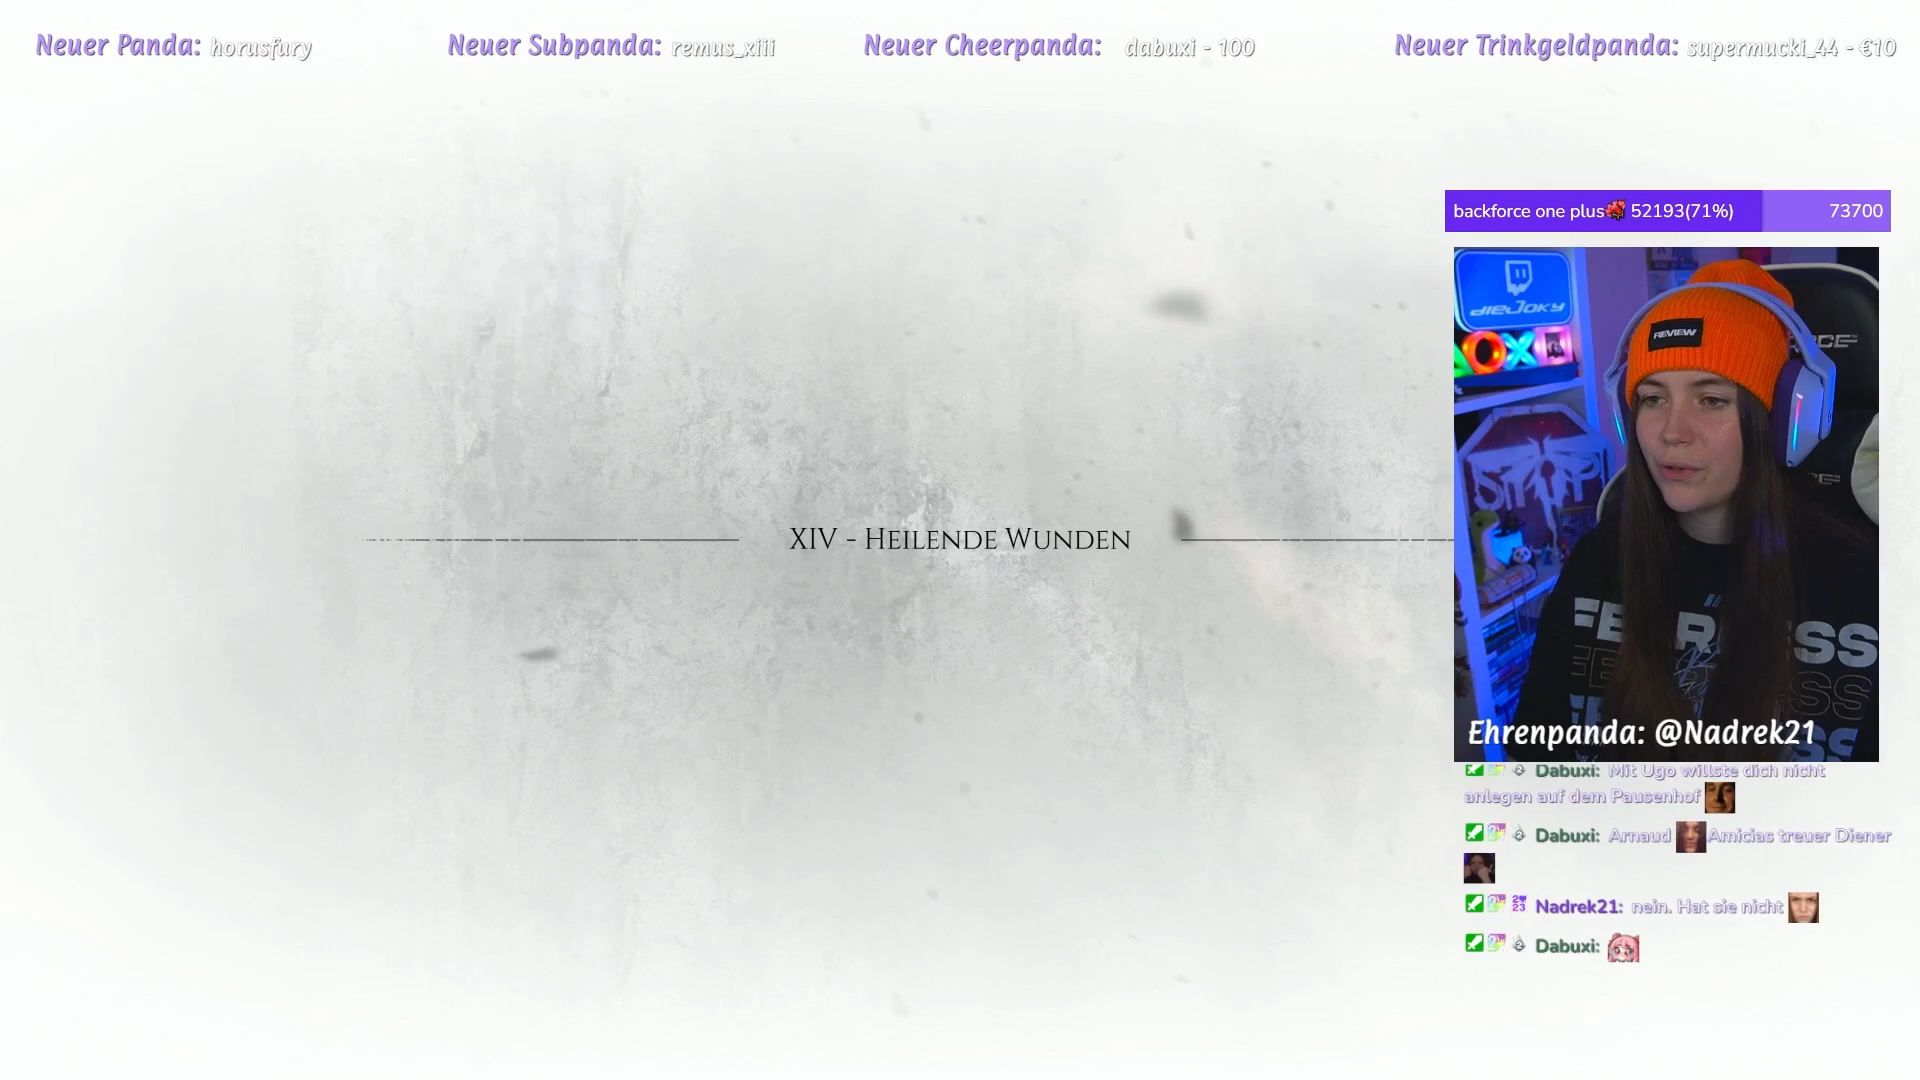 Neuer Panda: horusfury
Neuer Subpanda: remus_xiii
Neuer Cheerpanda: dabuxi - 100
Neuer Trinkgeldpanda: supermucki_44 - €10
backforce one plus 52193(71%) 73700
dieJoky
REVIEW
XIV - Heilende Wunden
Ehrenpanda: @Nadrek21
Dabuxi: Mit Ugo willste dich nicht
anlegen auf dem Pausenhof
Dabuxi: Arnaud Amicias treuer Diener
Nadrek21: nein. Hat sie nicht
Dabuxi: